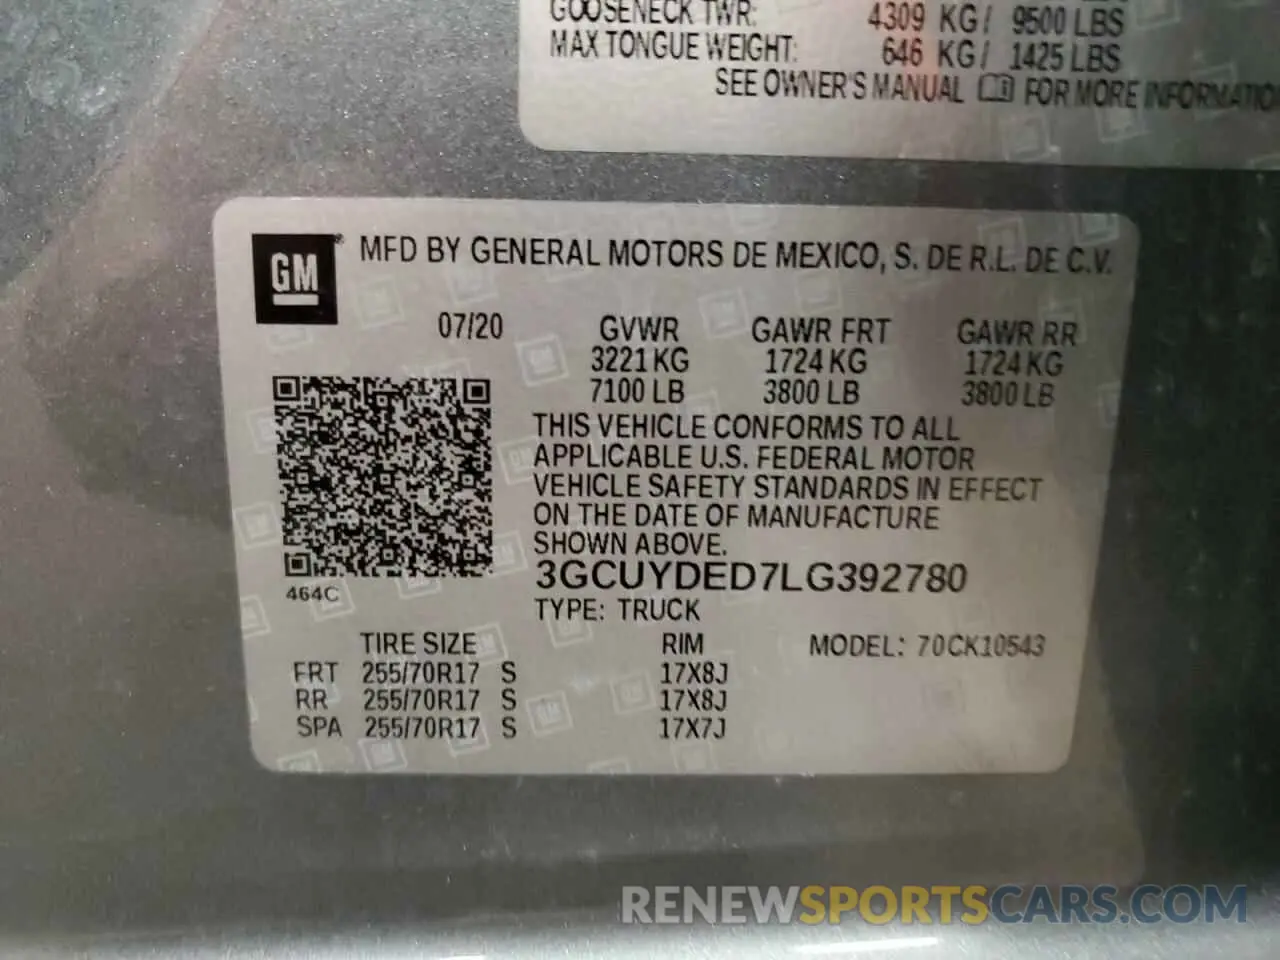 GOOSENECK TWR: 4309 KG/ 9500 LBS
MAX TONGUE WEIGHT: 646 KG/ 1425 LBS
SEE OWNER'S MANUAL FOR MORE INFORMATION
GM® MFD BY GENERAL MOTORS DE MEXICO, S. DE R.L. DE C.V.
07/20 GVWR GAWR FRT GAWR RR
3221 KG 1724 KG 1724 KG
7100 LB 3800 LB 3800 LB
THIS VEHICLE CONFORMS TO ALL
APPLICABLE U.S. FEDERAL MOTOR
VEHICLE SAFETY STANDARDS IN EFFECT
ON THE DATE OF MANUFACTURE
SHOWN ABOVE.
3GCUYDED7LG392780
464C
TYPE: TRUCK
TIRE SIZE RIM MODEL: 70CK10543
FRT 255/70R17 S 17X8J
RR 255/70R17 S 17X8J
SPA 255/70R17 S 17X7J
RENEWSPORTSCARS.COM